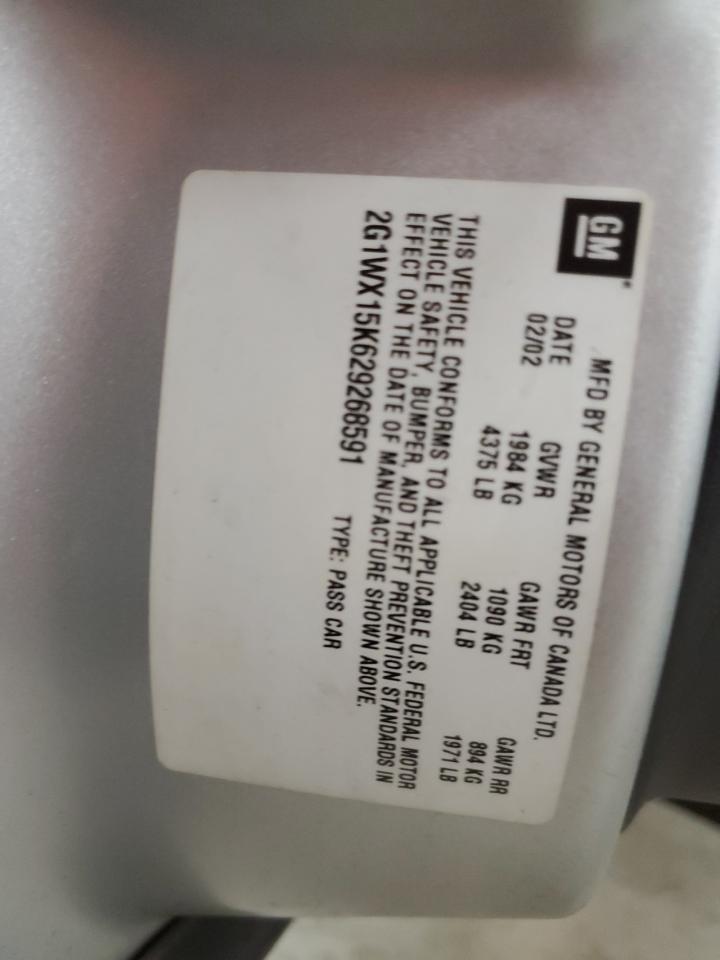 GM
MFD BY GENERAL MOTORS OF CANADA LTD.
DATE GVWR GAWR FRT GAWR RR
02/02 1984 KG 1090 KG 894 KG
4375 LB 2404 LB 1971 LB
THIS VEHICLE CONFORMS TO ALL APPLICABLE U.S. FEDERAL MOTOR
VEHICLE SAFETY, BUMPER, AND THEFT PREVENTION STANDARDS IN
EFFECT ON THE DATE OF MANUFACTURE SHOWN ABOVE.
2G1WX15K629268591 TYPE: PASS CAR